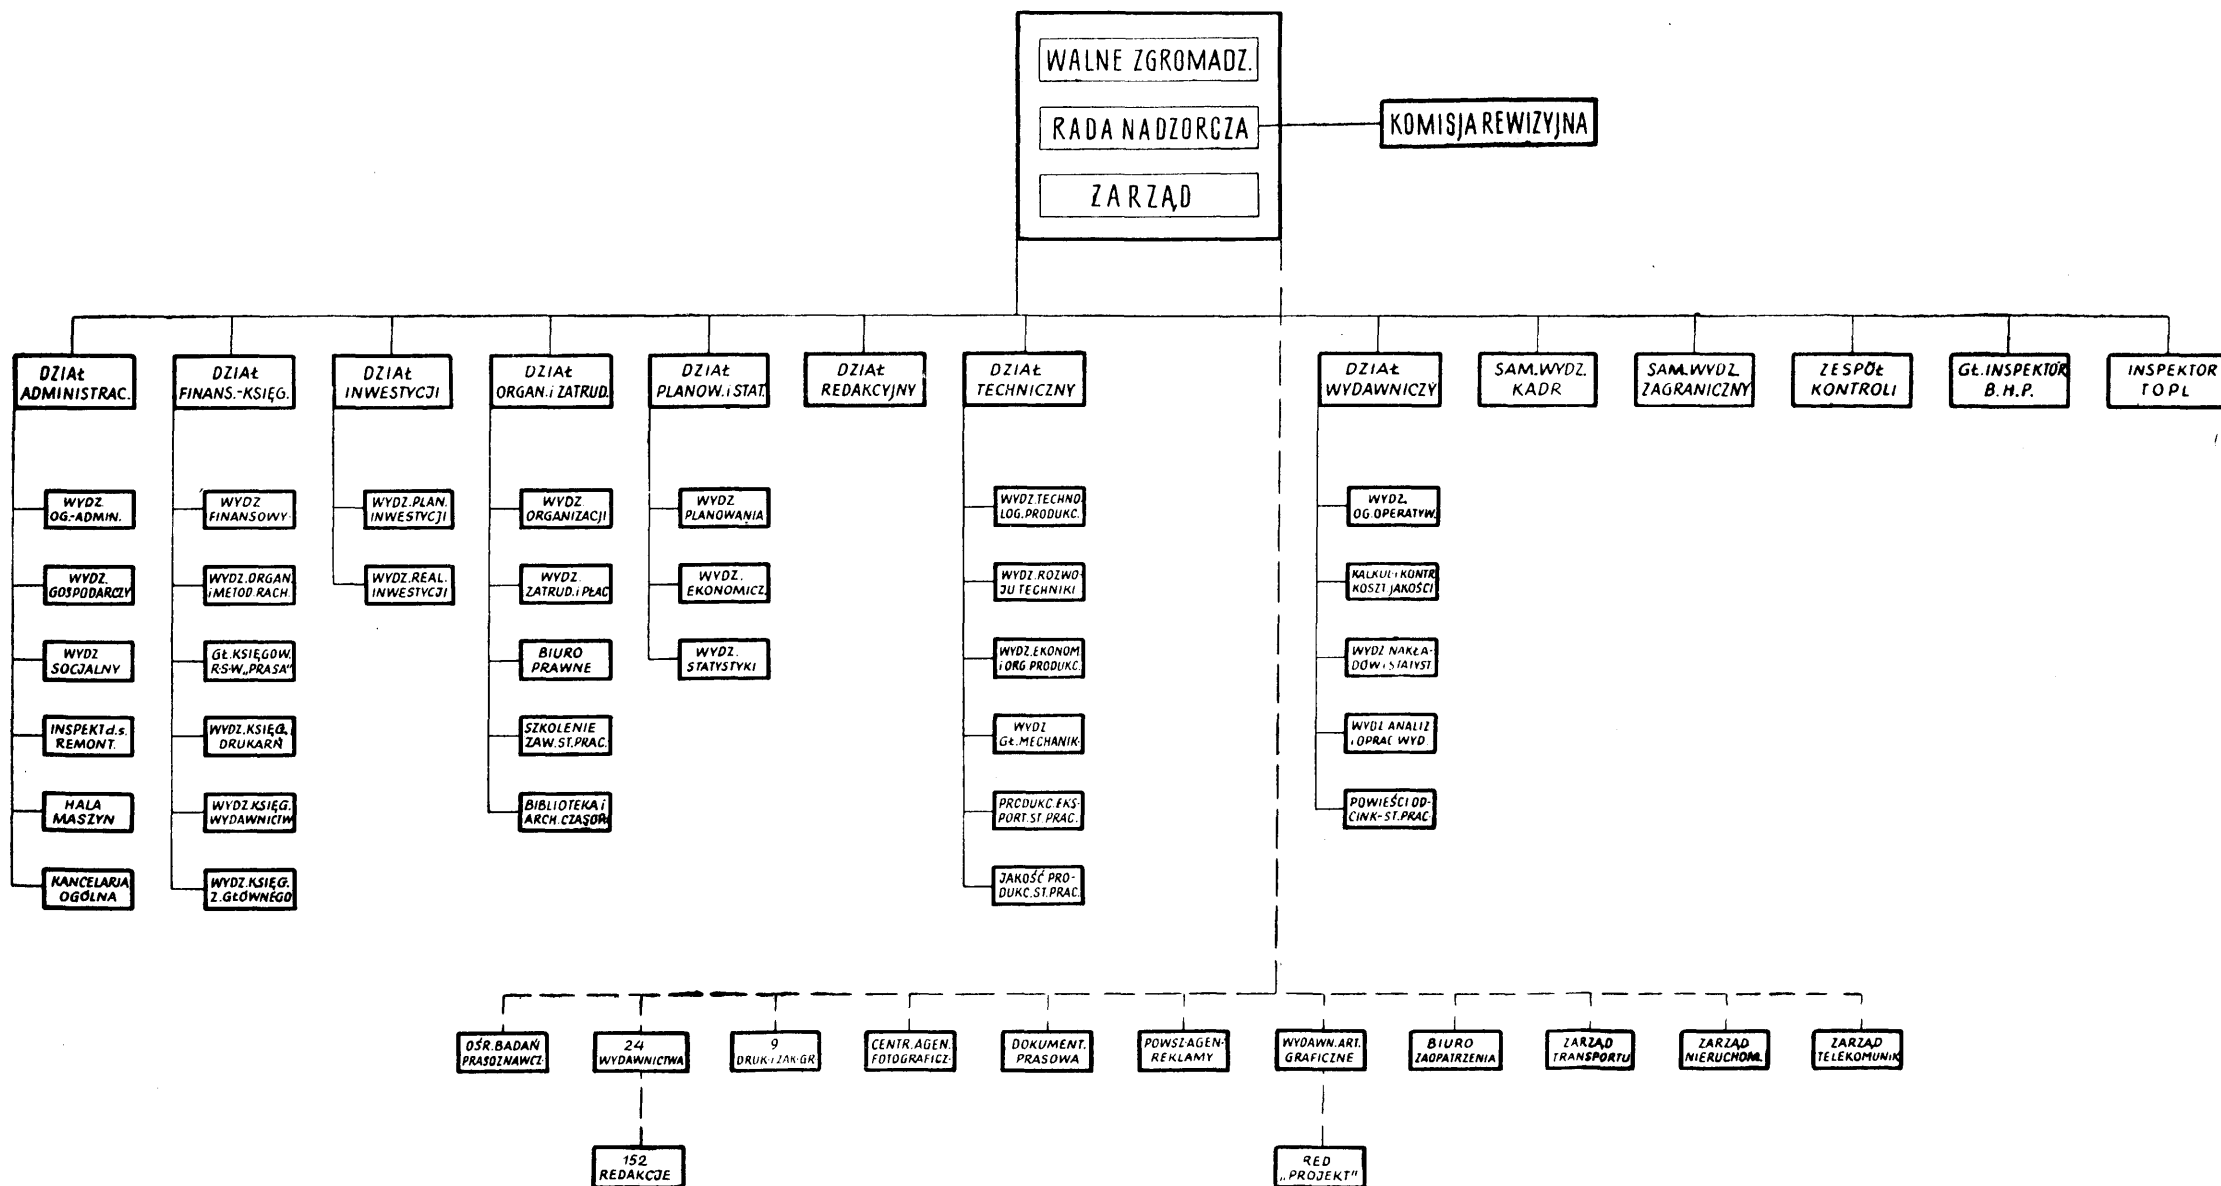 WALNE ZGROMADZ.
RADA NADZORCZA
KOMISJA REWIZYJNA
ZARZĄD
DZIAŁ
ADMINISTRAC.
DZIAŁ
FINANS.-KSIĘG.
DZIAŁ
INWESTYCJI
DZIAŁ
ORGAN. i ZATRUD.
DZIAŁ
PLANOW. i STAT.
DZIAŁ
REDAKCYJNY
DZIAŁ
TECHNICZNY
DZIAŁ
WYDAWNICZY
SAM. WYDZ.
KADR
SAM. WYDZ.
ZAGRANICZNY
ZESPÓŁ
KONTROLI
GŁ. INSPEKTOR
B.H.P.
INSPEKTOR
TOPL
WYDZ.
OG.-ADMIN.
WYDZ.
GOSPODARCZY
WYDZ
SOCJALNY
INSPEKT d.s.
REMONT.
HALA
MASZYN
KANCELARIA
OGÓLNA
WYDZ
FINANSOWY
WYDZ. ORGAN.
i METOD. RACH.
GŁ. KSIĘGOW.
R-S-W „PRASA"
WYDZ. KSIĘG.
DRUKARŃ
WYDZ. KSIĘG.
WYDAWNICTW
WYDZ. KSIĘG.
Z. GŁÓWNEGO
WYDZ. PLAN.
INWESTYCJI
WYDZ. REAL.
INWESTYCJI
WYDZ.
ORGANIZACJI
WYDZ.
ZATRUD. i PŁAC
BIURO
PRAWNE
SZKOLENIE
ZAW. ST. PRAC.
BIBLIOTEKA i
ARCH. CZASOP.
WYDZ.
PLANOWANIA
WYDZ.
EKONOMICZ.
WYDZ.
STATYSTYKI
WYDZ. TECHNO-
LOG. PRODUKC.
WYDZ. ROZWO-
JU TECHNIKI
WYDZ. EKONOM
i ORG PRODUKC.
WYDZ
GŁ. MECHANIK
PRODUKC. EKS-
PORT. ST. PRAC.
JAKOŚĆ PRO-
DUKC. ST. PRAC.
WYDZ.
OG. OPERATYW.
KALKUL i KONTR
KOSZT JAKOŚCI
WYDZ NAKŁA-
DÓW i STATYST
WYDZ ANALIZ
i OPRAC WYD.
POWIEŚCI OD-
CINK-ST. PRAC.
OŚR. BADAŃ
PRASOZNAWCZ.
24
WYDAWNICTWA
9
DRUK. i ZAK. GR.
CENTR. AGEN.
FOTOGRAFICZ.
DOKUMENT.
PRASOWA
POWSZ. AGEN.
REKLAMY
WYDAWN. ART.
GRAFICZNE
BIURO
ZAOPATRZENIA
ZARZĄD
TRANSPORTU
ZARZĄD
NIERUCHOM.
ZARZĄD
TELEKOMUNIK
152
REDAKCJE
RED
„PROJEKT"